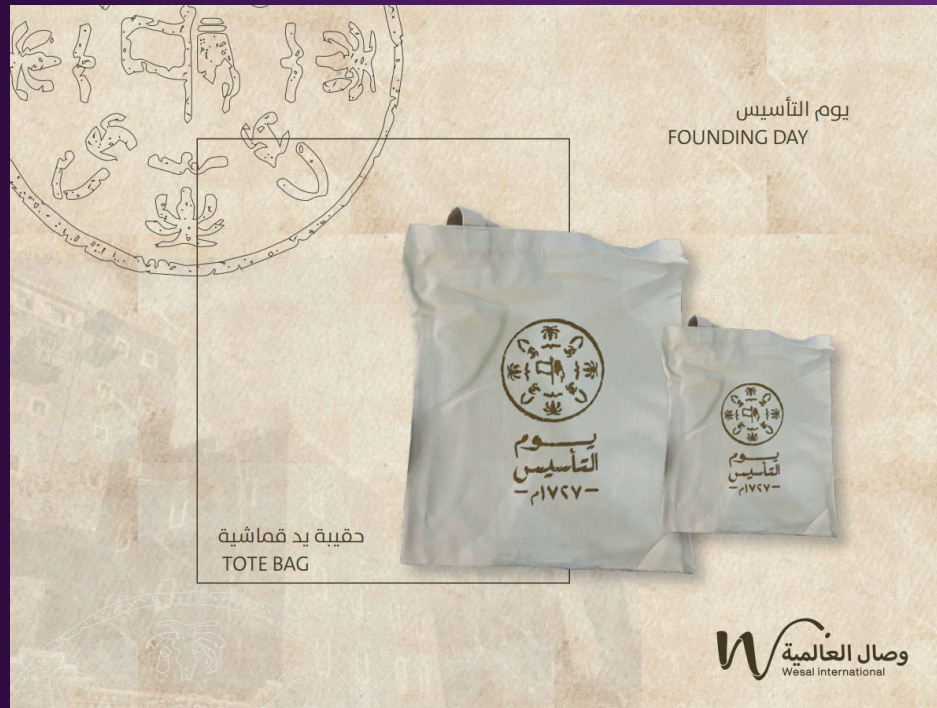 يوم التأسيس
FOUNDING DAY
يوم
التأسيس
-١٧٢٧م-
يوم
التأسيس
-١٧٢٧م-
حقيبة يد قماشية
TOTE BAG
وصال العالمية
Wesal international